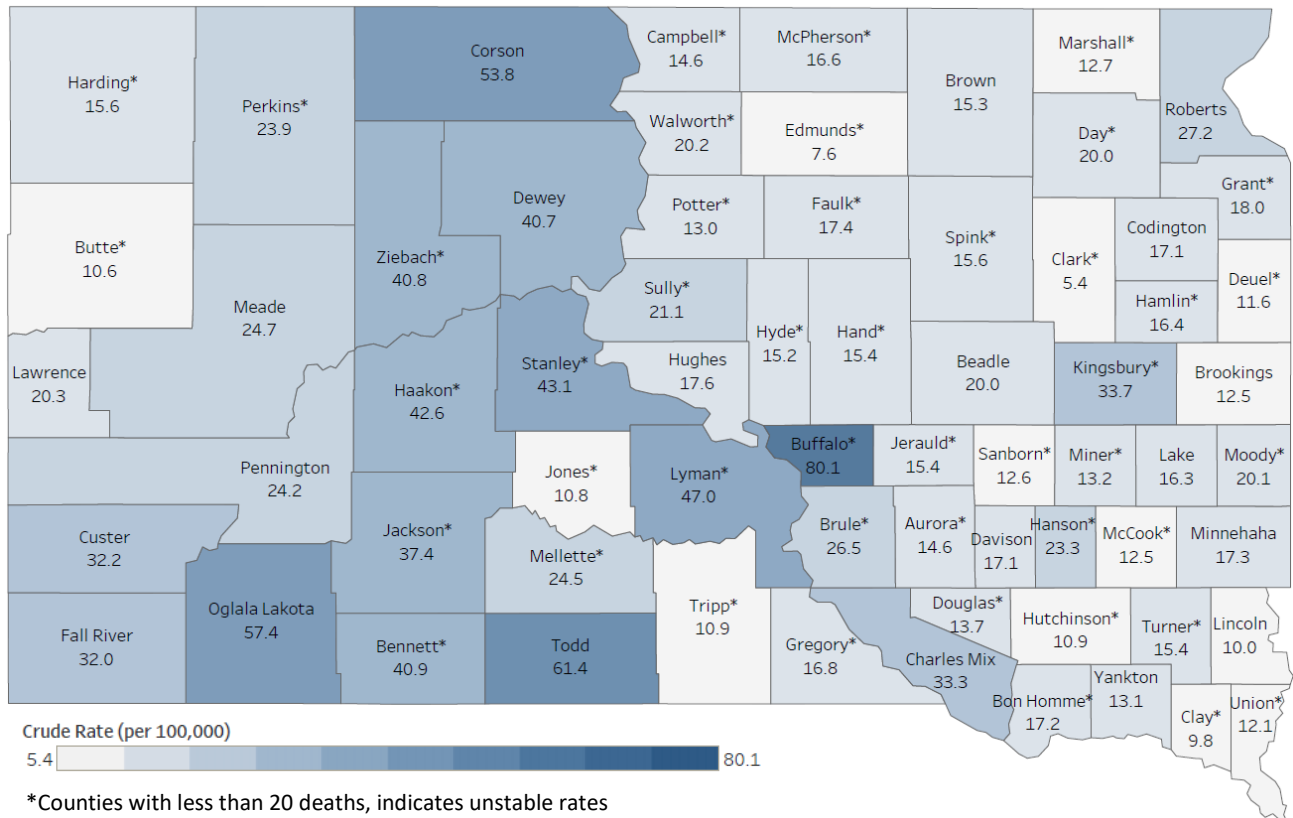 Corson
53.8
Campbell*
14.6
McPherson*
16.6
Marshall*
12.7
Harding*
15.6
Perkins*
23.9
Brown
15.3
Roberts
27.2
Walworth*
20.2
Edmunds*
7.6
Day*
20.0
Dewey
40.7
Potter*
13.0
Faulk*
17.4
Grant*
18.0
Butte*
10.6
Ziebach*
40.8
Spink*
15.6
Clark*
5.4
Codington
17.1
Deuel*
11.6
Meade
24.7
Sully*
21.1
Hamlin*
16.4
Hyde*
15.2
Hand*
15.4
Lawrence
20.3
Haakon*
42.6
Stanley*
43.1
Hughes
17.6
Beadle
20.0
Kingsbury*
33.7
Brookings
12.5
Pennington
24.2
Jones*
10.8
Lyman*
47.0
Buffalo*
80.1
Jerauld*
15.4
Sanborn*
12.6
Miner*
13.2
Lake
16.3
Moody*
20.1
Custer
32.2
Jackson*
37.4
Mellette*
24.5
Brule*
26.5
Aurora*
14.6
Davison
17.1
Hanson*
23.3
McCook*
12.5
Minnehaha
17.3
Fall River
32.0
Oglala Lakota
57.4
Bennett*
40.9
Todd
61.4
Tripp*
10.9
Gregory*
16.8
Charles Mix
33.3
Douglas*
13.7
Hutchinson*
10.9
Turner*
15.4
Lincoln
10.0
Bon Homme*
17.2
Yankton
13.1
Clay*
9.8
Union*
12.1
Crude Rate (per 100,000)
5.4 80.1
*Counties with less than 20 deaths, indicates unstable rates